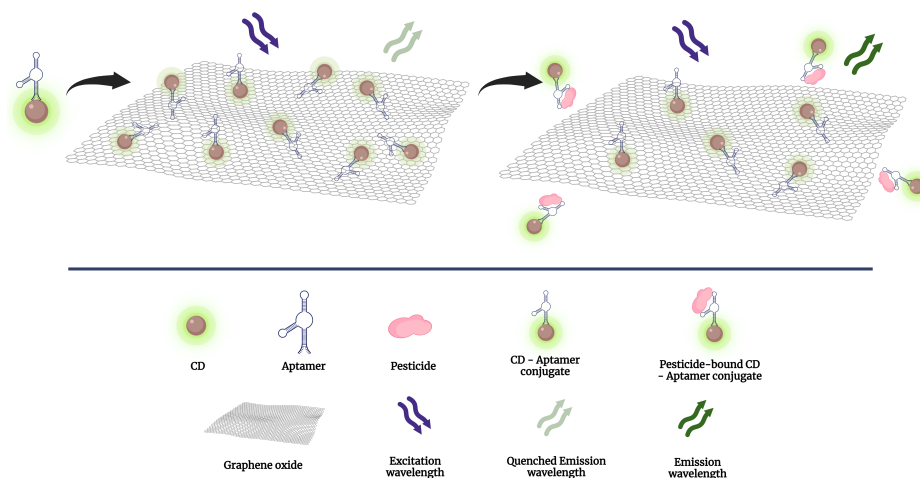 CD
Aptamer
Pesticide
CD - Aptamer
conjugate
Pesticide-bound CD
- Aptamer conjugate
Graphene oxide
Excitation
wavelength
Quenched Emission
wavelength
Emission
wavelength